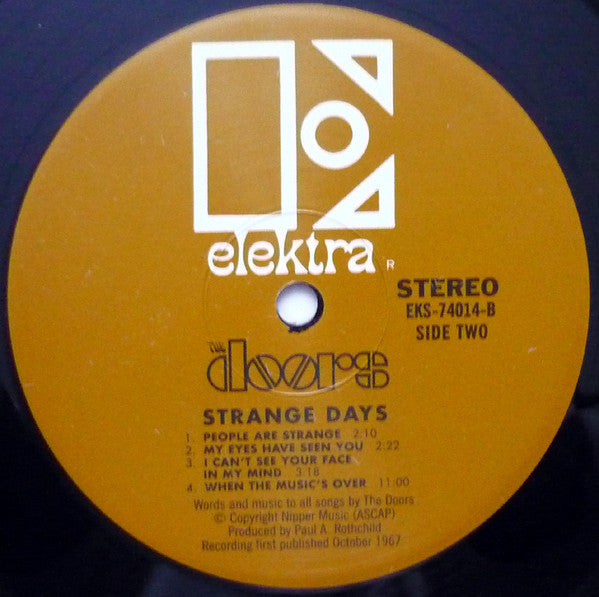 elektra ®
STEREO
EKS-74014-B
SIDE TWO
THE doors
STRANGE DAYS
1. PEOPLE ARE STRANGE 2:10
2. MY EYES HAVE SEEN YOU 2:22
3. I CAN'T SEE YOUR FACE
IN MY MIND 3:18
4. WHEN THE MUSIC'S OVER 11:00
Words and music to all songs by The Doors
© Copyright Nipper Music (ASCAP)
Produced by Paul A. Rothchild
Recording first published October 1967